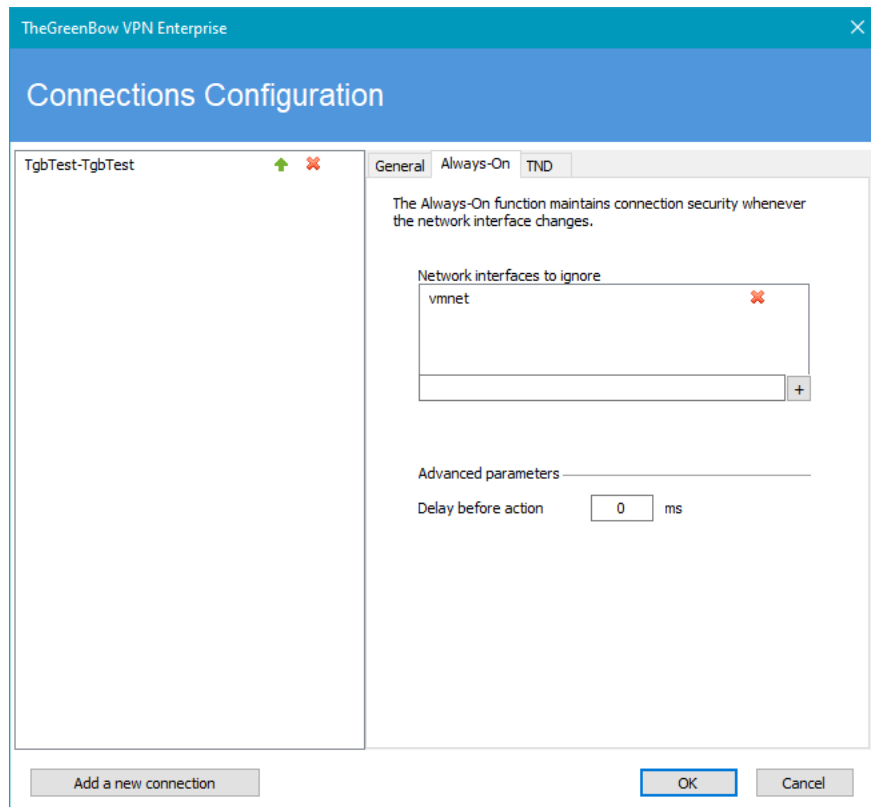 TheGreenBow VPN Enterprise
Connections Configuration
TgbTest-TgbTest
General Always-On TND
The Always-On function maintains connection security whenever
the network interface changes.
Network interfaces to ignore
vmnet
+
Advanced parameters
Delay before action 0 ms
Add a new connection
OK Cancel